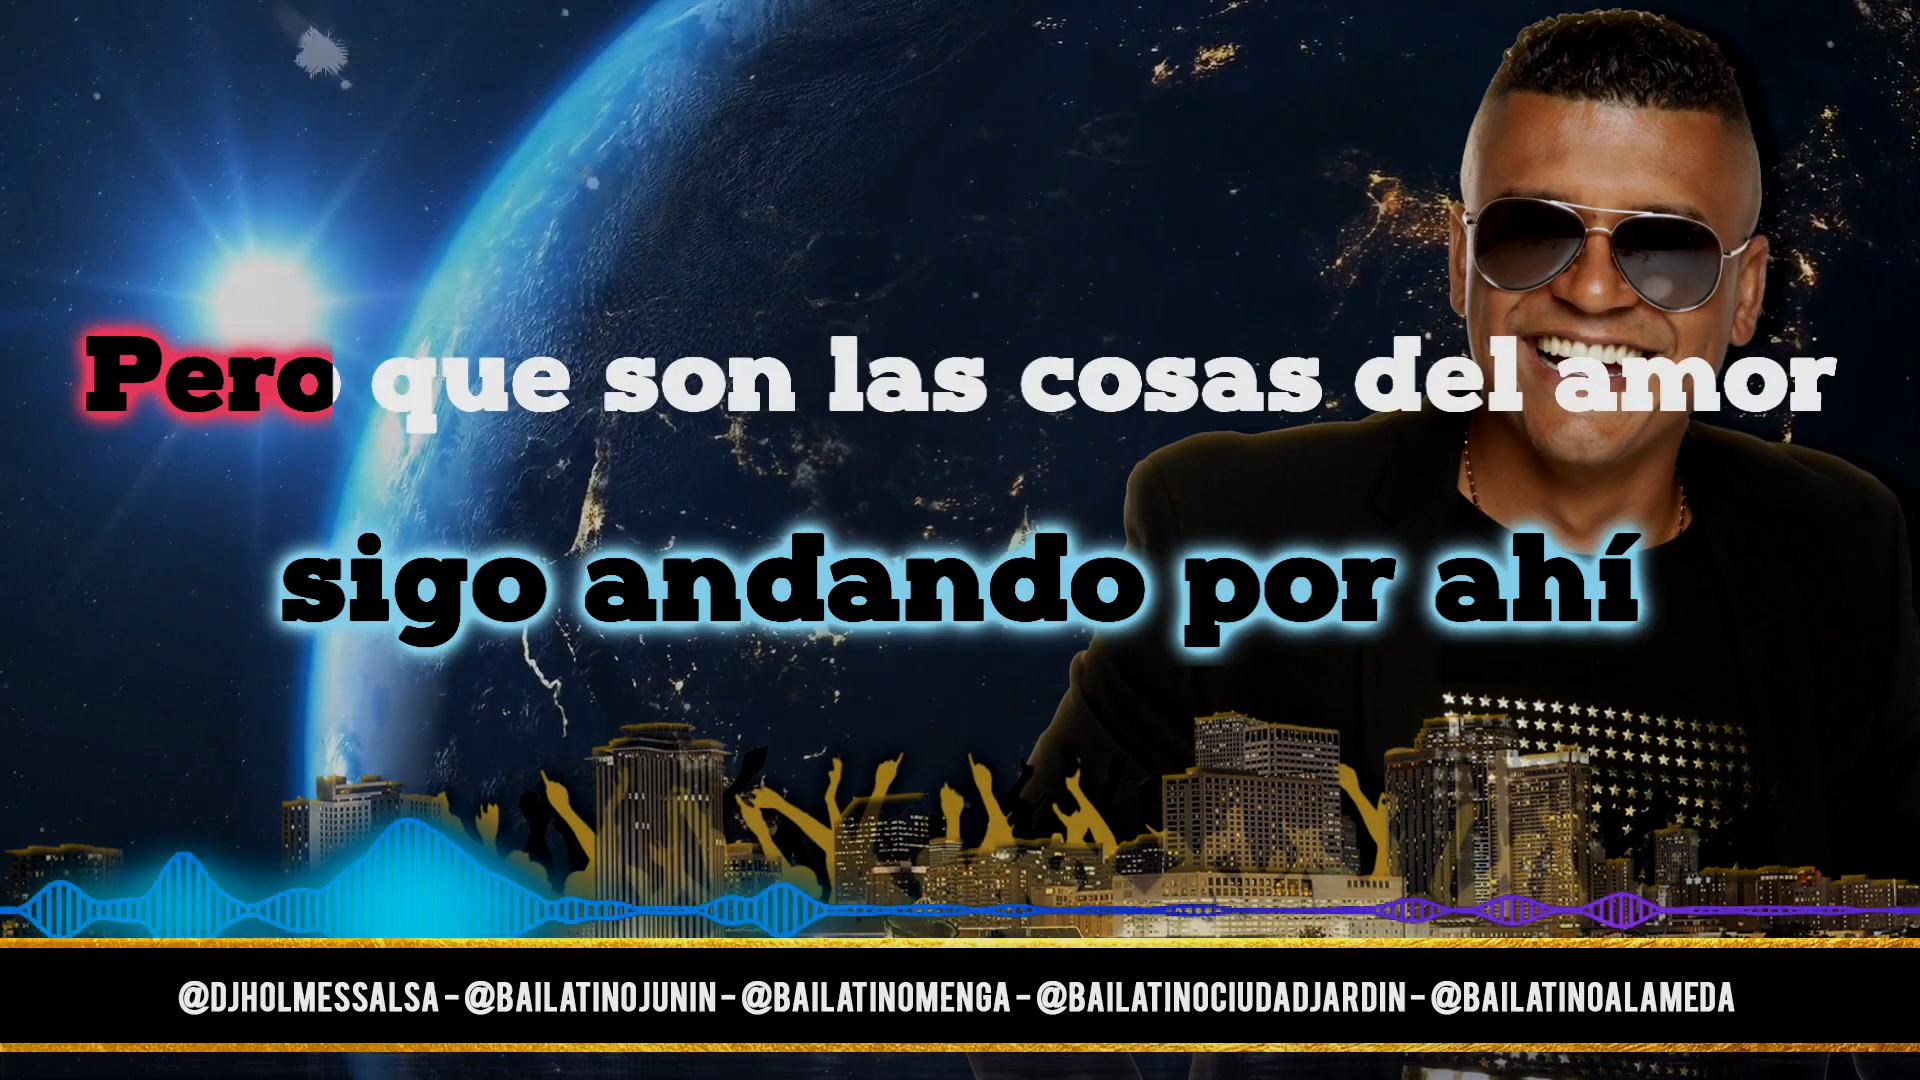 Pero que son las cosas del amor
sigo andando por ahí
@DJHOLMESSALSA - @BAILATINOJUNIN - @BAILATINOMENGA - @BAILATINOCIUDADJARDIN - @BAILATINOALAMEDA